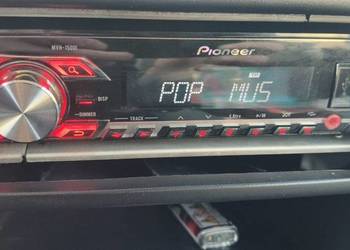 MVH-150UI
Pioneer
POP MUS
DISP
DIMMER
TRACK